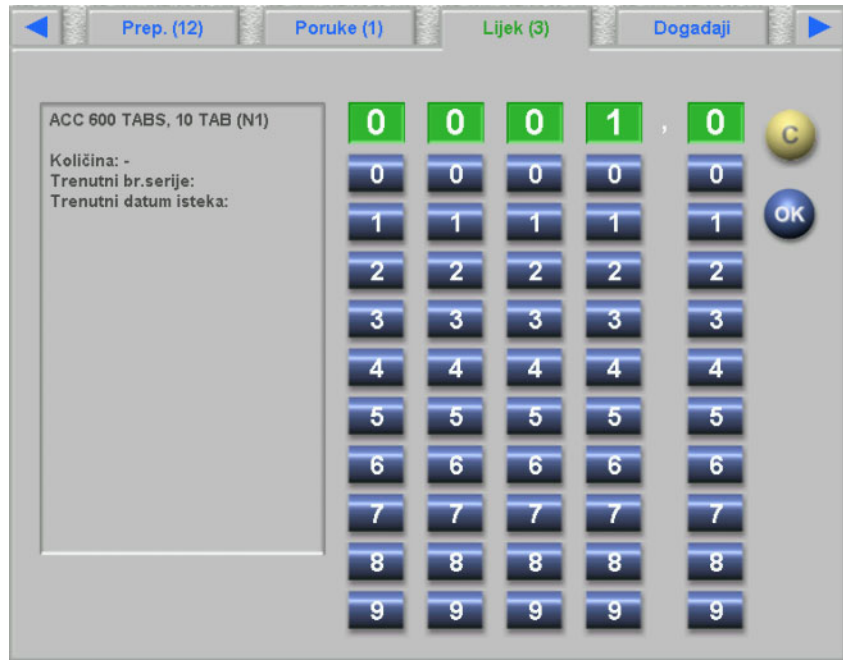 Prep. (12) Poruke (1) Lijek (3) Događaji
ACC 600 TABS, 10 TAB (N1)
Količina: -
Trenutni br.serije:
Trenutni datum isteka:
0 0 0 1 , 0
C
0 0 0 0 0
OK
1 1 1 1 1
2 2 2 2 2
3 3 3 3 3
4 4 4 4 4
5 5 5 5 5
6 6 6 6 6
7 7 7 7 7
8 8 8 8 8
9 9 9 9 9